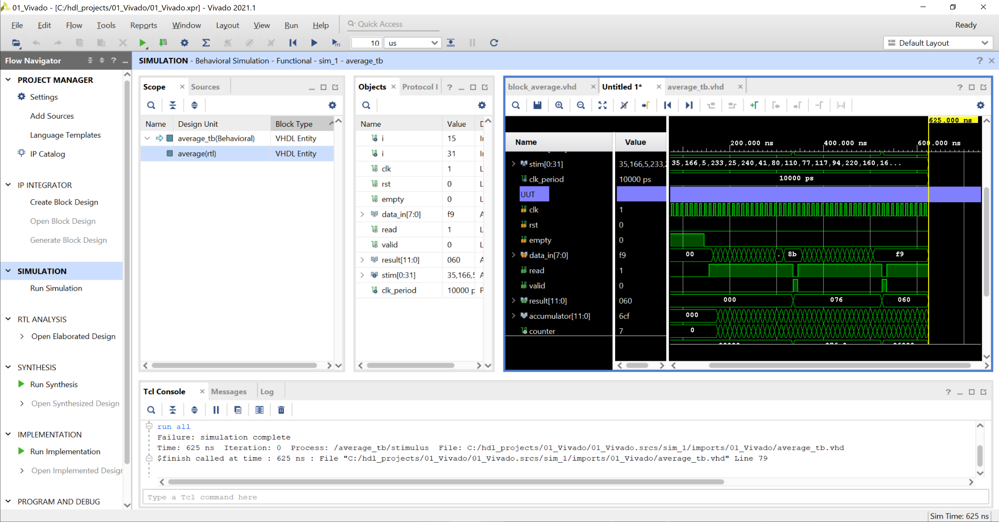 01_Vivado - [C:/hdl_projects/01_Vivado/01_Vivado.xpr] - Vivado 2021.1
File Edit Flow Tools Reports Window Layout View Run Help Quick Access Ready
10 us Default Layout
Flow Navigator
PROJECT MANAGER
Settings
Add Sources
Language Templates
IP Catalog
IP INTEGRATOR
Create Block Design
Open Block Design
Generate Block Design
SIMULATION
Run Simulation
RTL ANALYSIS
Open Elaborated Design
SYNTHESIS
Run Synthesis
Open Synthesized Design
IMPLEMENTATION
Run Implementation
Open Implemented Design
PROGRAM AND DEBUG
SIMULATION - Behavioral Simulation - Functional - sim_1 - average_tb
Scope Sources
Name Design Unit Block Type
average_tb(Behavioral) VHDL Entity
average(rtl) VHDL Entity
Objects Protocol I
Name Value
i 15
i 31
clk 1
rst 0
empty 0
data_in[7:0] f9
read 1
valid 0
result[11:0] 060
stim[0:31] 35,166,5
clk_period 10000 p
block_average.vhd Untitled 1* average_tb.vhd
625.000 ns
Name Value 200.000 ns 400.000 ns 600.000 ns
stim[0:31] 35,166,5,233, 35,166,5,233,25,240,41,80,110,77,117,94,220,160,16...
clk_period 10000 ps 10000 ps
UUT
clk 1
rst 0
empty 0
data_in[7:0] f9 00 . 8b f9
read 1
valid 0
result[11:0] 060 000 076 060
accumulator[11:0] 6cf 000
counter 7 0
Tcl Console Messages Log
run all
Failure: simulation complete
Time: 625 ns  Iteration: 0  Process: /average_tb/stimulus  File: C:/hdl_projects/01_Vivado/01_Vivado.srcs/sim_1/imports/01_Vivado/average_tb.vhd
$finish called at time : 625 ns : File "C:/hdl_projects/01_Vivado/01_Vivado.srcs/sim_1/imports/01_Vivado/average_tb.vhd" Line 79
Type a Tcl command here
Sim Time: 625 ns